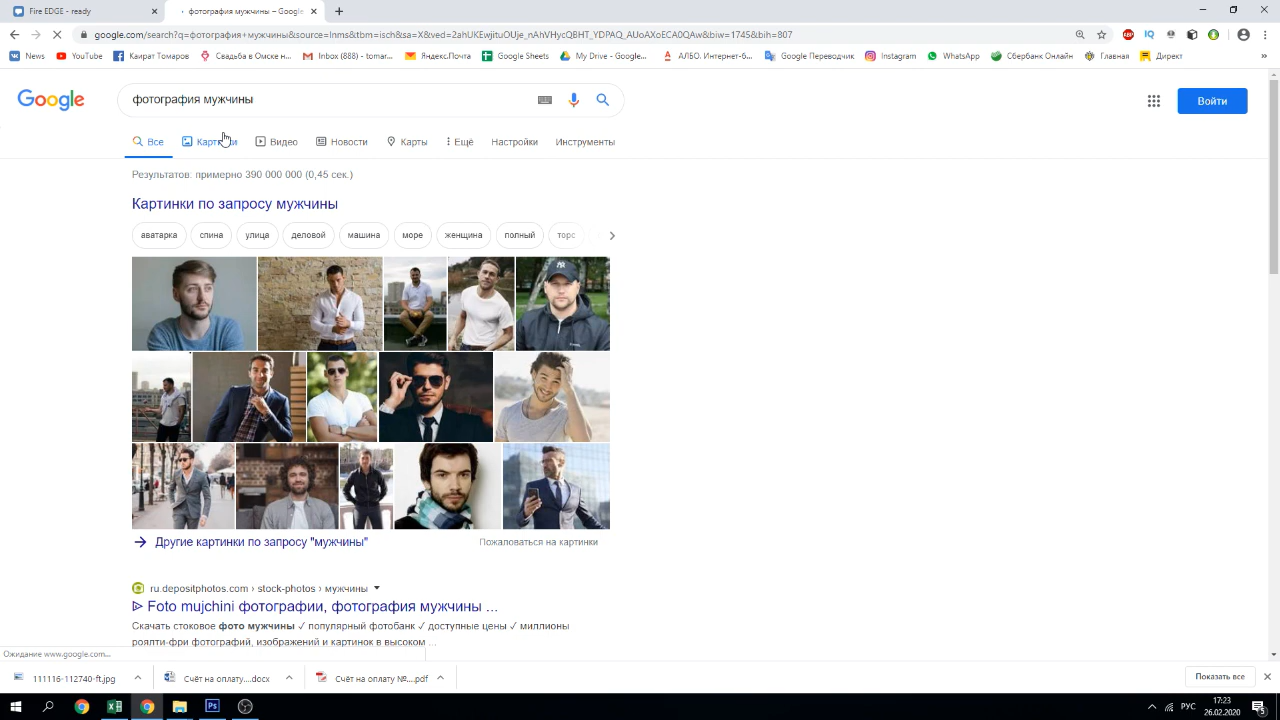 Fire EDGE - ready
фотография мужчины – Google
google.com/search?q=фотография+мужчины&source=lnms&tbm=isch&sa=X&ved=2ahUKEwjituOUje_nAhVHycQBHT_YDPAQ_AUoAXoECA0QAw&biw=1745&bih=807
News YouTube Каират Томаров Свадьба в Омске н... Inbox (888) - tomar... Яндекс.Почта Google Sheets My Drive - Google... АЛБО. Интернет-б... Google Переводчик Instagram WhatsApp Сбербанк Онлайн Главная Директ
Google
фотография мужчины
Войти
Все Картинки Видео Новости Карты Ещё Настройки Инструменты
Результатов: примерно 390 000 000 (0,45 сек.)
Картинки по запросу мужчины
аватарка спина улица деловой машина море женщина полный торс
Другие картинки по запросу "мужчины"
Пожаловаться на картинки
ru.depositphotos.com › stock-photos › мужчины
ᐈ Foto mujchini фотографии, фотография мужчины ...
Скачать стоковое фото мужчины ✓ популярный фотобанк ✓ доступные цены ✓ миллионы
роялти-фри фотографий, изображений и картинок в высоком ...
Ожидание www.google.com...
111116-112740-ft.jpg
Счёт на оплату....docx
Счёт на оплату №....pdf
Показать все
Ps
РУС
17:23
26.02.2020